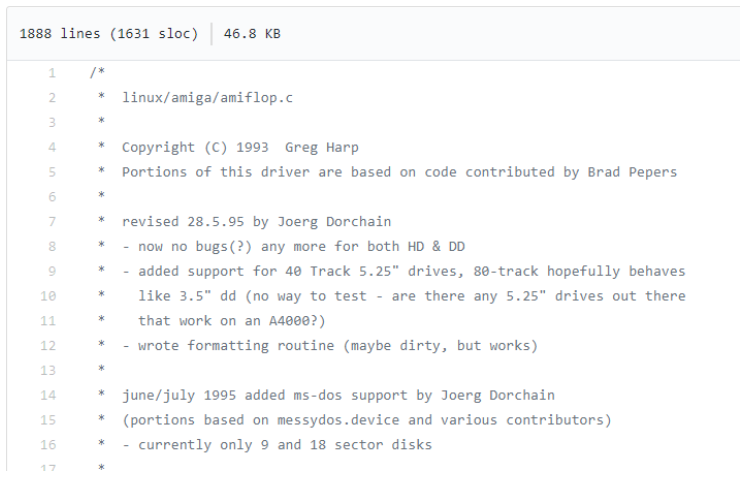 1888 lines (1631 sloc) 46.8 KB
1 /*
2 * linux/amiga/amiflop.c
3 *
4 * Copyright (C) 1993  Greg Harp
5 * Portions of this driver are based on code contributed by Brad Pepers
6 *
7 * revised 28.5.95 by Joerg Dorchain
8 * - now no bugs(?) any more for both HD & DD
9 * - added support for 40 Track 5.25" drives, 80-track hopefully behaves
10 * like 3.5" dd (no way to test - are there any 5.25" drives out there
11 * that work on an A4000?)
12 * - wrote formatting routine (maybe dirty, but works)
13 *
14 * june/july 1995 added ms-dos support by Joerg Dorchain
15 * (portions based on messydos.device and various contributors)
16 * - currently only 9 and 18 sector disks
17 *